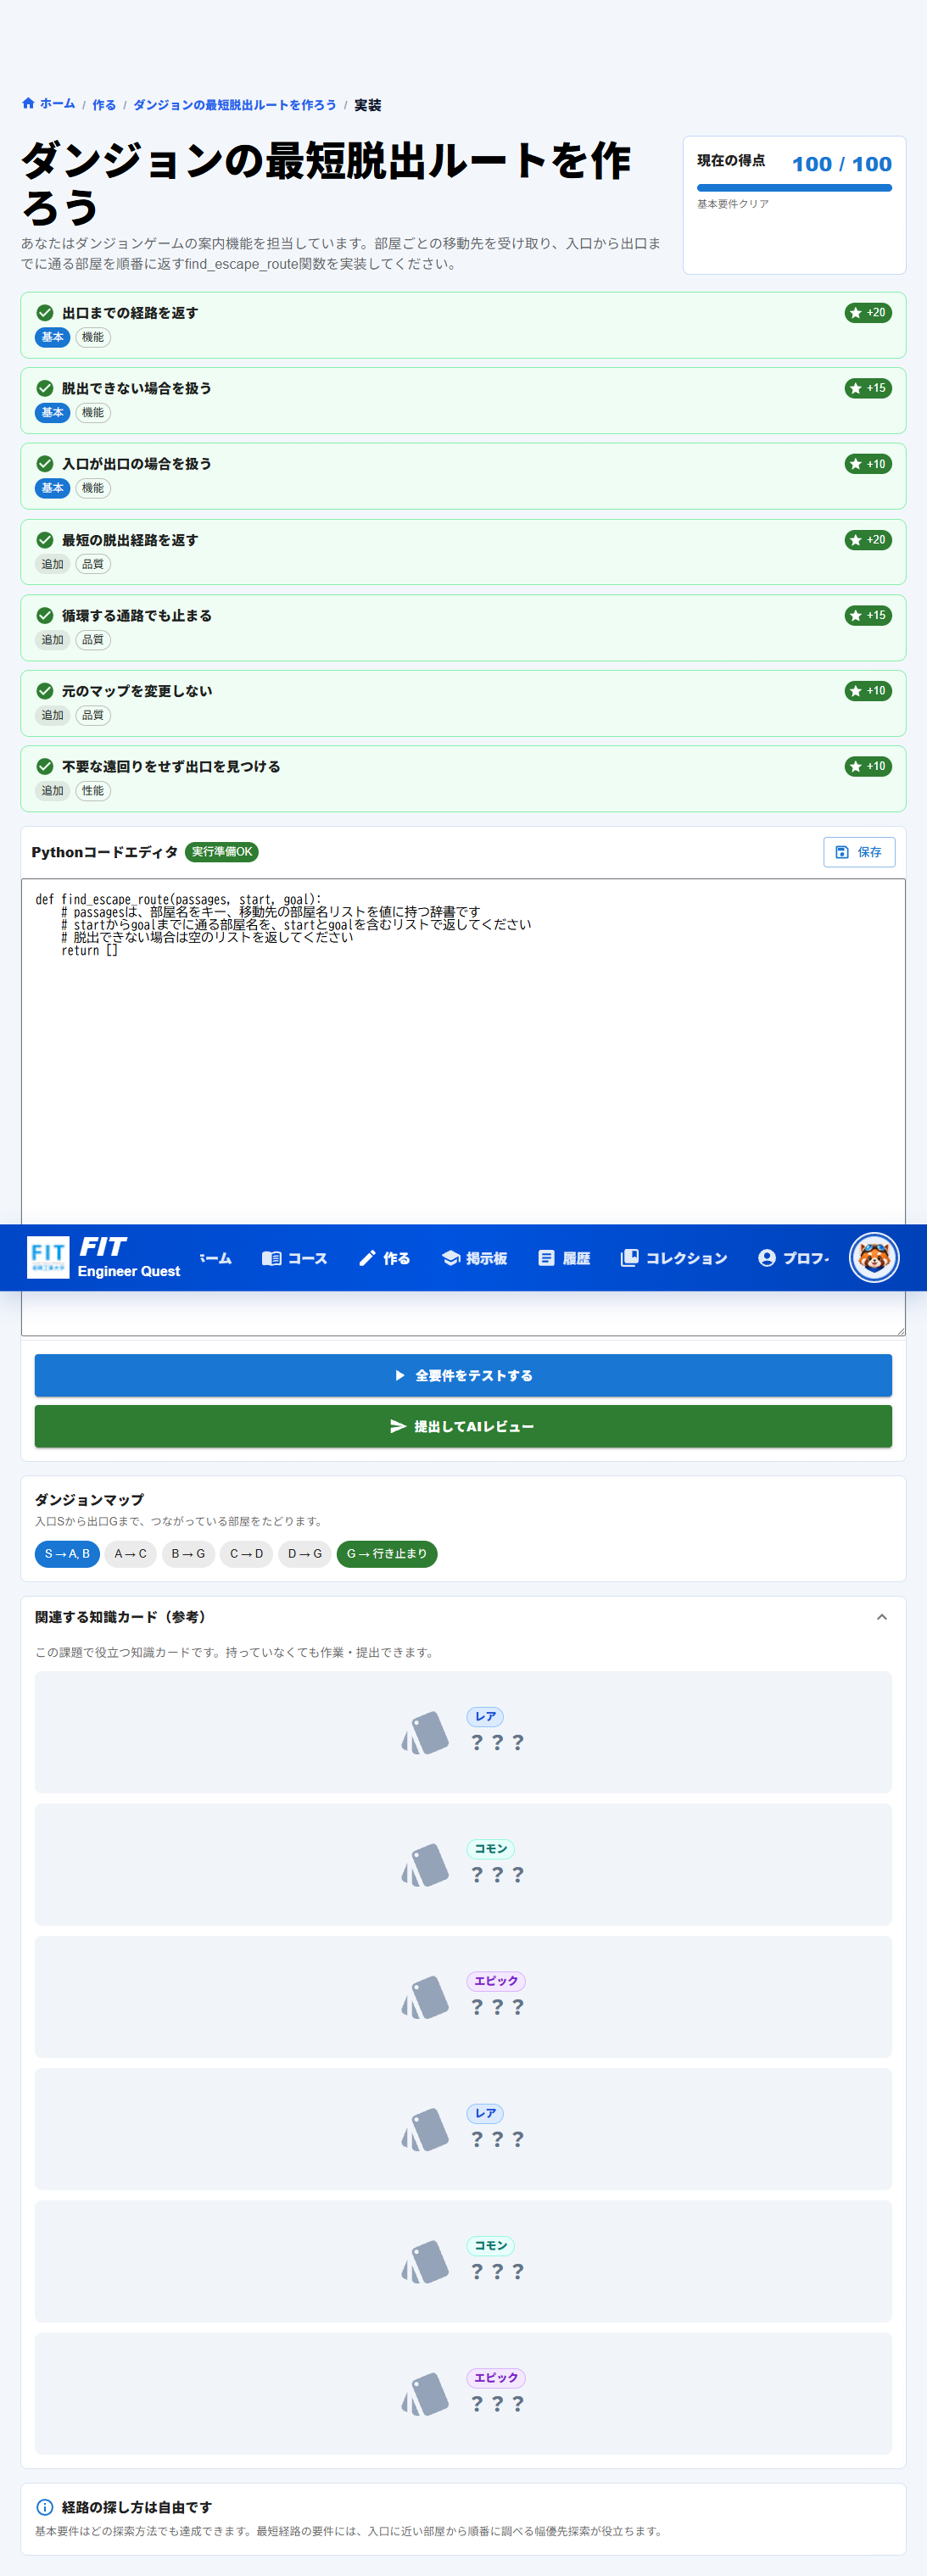 ホーム / 作る / ダンジョンの最短脱出ルートを作ろう / 実装
ダンジョンの最短脱出ルートを作
ろう
あなたはダンジョンゲームの案内機能を担当しています。部屋ごとの移動先を受け取り、入口から出口ま
でに通る部屋を順番に返すfind_escape_route関数を実装してください。
現在の得点 100 / 100
基本要件クリア
出口までの経路を返す +20
基本 機能
脱出できない場合を扱う +15
基本 機能
入口が出口の場合を扱う +10
基本 機能
最短の脱出経路を返す +20
追加 品質
循環する通路でも止まる +15
追加 品質
元のマップを変更しない +10
追加 品質
不要な遠回りをせず出口を見つける +10
追加 性能
Pythonコードエディタ 実行準備OK 保存
def find_escape_route(passages, start, goal):
# passagesは、部屋名をキー、移動先の部屋名リストを値に持つ辞書です
# startからgoalまでに通る部屋名を、startとgoalを含むリストで返してください
# 脱出できない場合は空のリストを返してください
return []
FIT
FIT
Engineer Quest
ーム コース 作る 掲示板 履歴 コレクション プロフ
全要件をテストする
提出してAIレビュー
ダンジョンマップ
入口Sから出口Gまで、つながっている部屋をたどります。
S → A, B A → C B → G C → D D → G G → 行き止まり
関連する知識カード（参考）
この課題で役立つ知識カードです。持っていなくても作業・提出できます。
レア
？？？
コモン
？？？
エピック
？？？
レア
？？？
コモン
？？？
エピック
？？？
経路の探し方は自由です
基本要件はどの探索方法でも達成できます。最短経路の要件には、入口に近い部屋から順番に調べる幅優先探索が役立ちます。